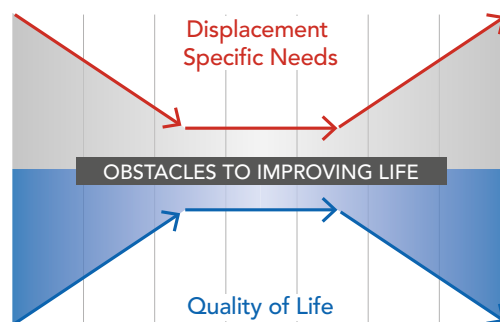 Displacement
Specific Needs
OBSTACLES TO IMPROVING LIFE
Quality of Life